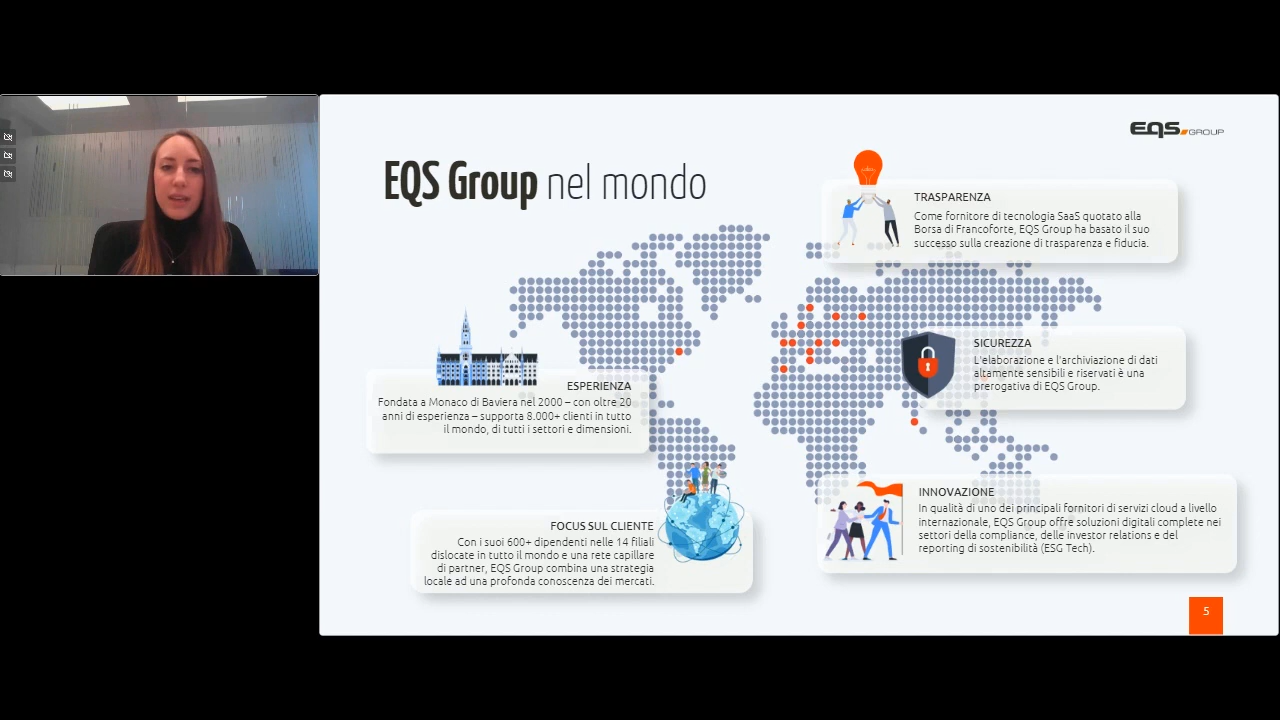 EQS GROUP
EQS Group nel mondo
TRASPARENZA
Come fornitore di tecnologia SaaS quotato alla
Borsa di Francoforte, EQS Group ha basato il suo
successo sulla creazione di trasparenza e fiducia.
SICUREZZA
L'elaborazione e l'archiviazione di dati
altamente sensibili e riservati è una
prerogativa di EQS Group.
ESPERIENZA
Fondata a Monaco di Baviera nel 2000 – con oltre 20
anni di esperienza – supporta 8.000+ clienti in tutto
il mondo, di tutti i settori e dimensioni.
INNOVAZIONE
In qualità di uno dei principali fornitori di servizi cloud a livello
internazionale, EQS Group offre soluzioni digitali complete nei
settori della compliance, delle investor relations e del
reporting di sostenibilità (ESG Tech).
FOCUS SUL CLIENTE
Con i suoi 600+ dipendenti nelle 14 filiali
dislocate in tutto il mondo e una rete capillare
di partner, EQS Group combina una strategia
locale ad una profonda conoscenza dei mercati.
5